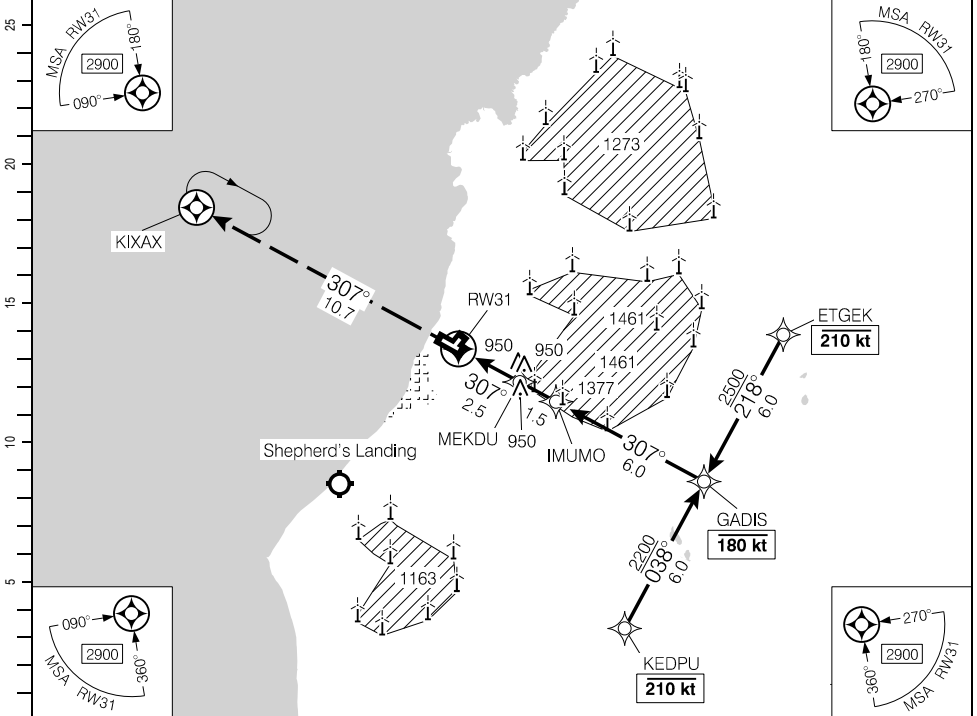 25
20
15
10
5
MSA RW31
180°
2900
090°
MSA RW31
180°
2900
270°
1273
KIXAX
307°
10.7
RW31
950
950
1461
1461
1377
307°
2.5
MEKDU
950
1.5
IMUMO
307°
6.0
ETGEK
210 kt
2500
218°
6.0
GADIS
180 kt
2200
038°
6.0
KEDPU
210 kt
Shepherd's Landing
1163
090°
2900
360°
MSA RW31
270°
2900
360°
MSA RW31